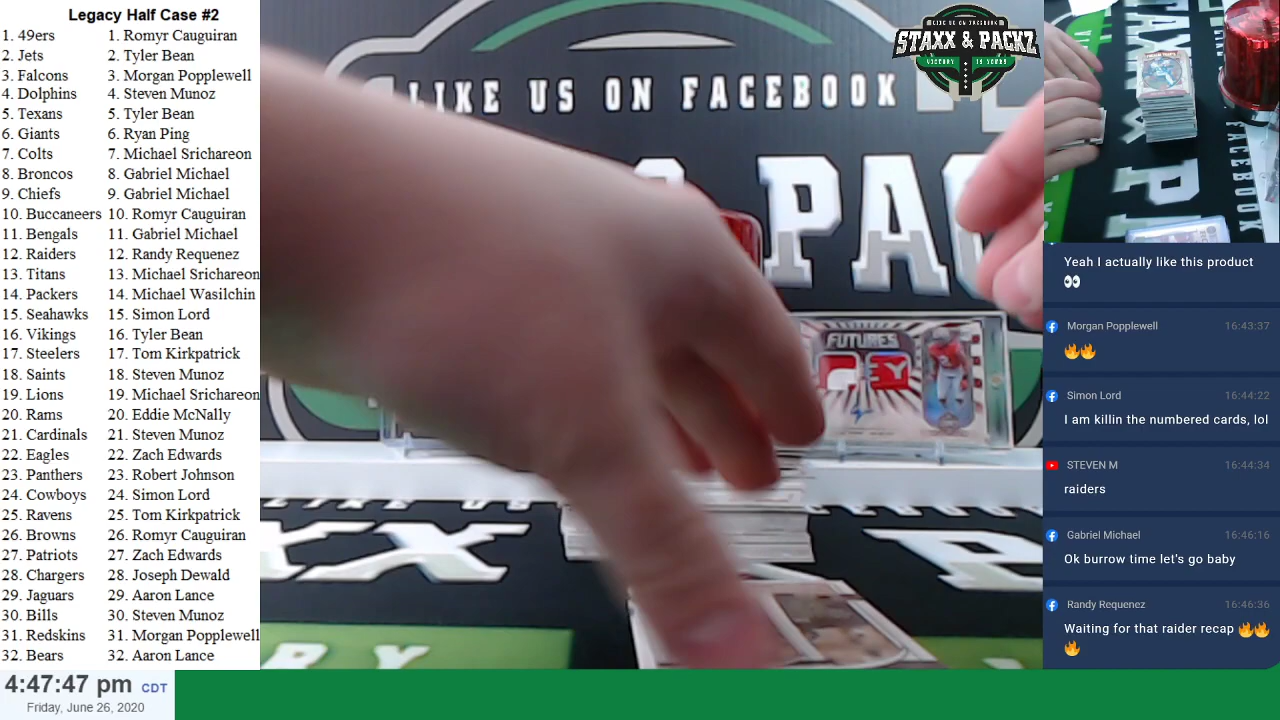 Legacy Half Case #2
1. 49ers 1. Romyr Cauguiran
2. Jets 2. Tyler Bean
3. Falcons 3. Morgan Popplewell
4. Dolphins 4. Steven Munoz
5. Texans 5. Tyler Bean
6. Giants 6. Ryan Ping
7. Colts 7. Michael Srichareon
8. Broncos 8. Gabriel Michael
9. Chiefs 9. Gabriel Michael
10. Buccaneers 10. Romyr Cauguiran
11. Bengals 11. Gabriel Michael
12. Raiders 12. Randy Requenez
13. Titans 13. Michael Srichareon
14. Packers 14. Michael Wasilchin
15. Seahawks 15. Simon Lord
16. Vikings 16. Tyler Bean
17. Steelers 17. Tom Kirkpatrick
18. Saints 18. Steven Munoz
19. Lions 19. Michael Srichareon
20. Rams 20. Eddie McNally
21. Cardinals 21. Steven Munoz
22. Eagles 22. Zach Edwards
23. Panthers 23. Robert Johnson
24. Cowboys 24. Simon Lord
25. Ravens 25. Tom Kirkpatrick
26. Browns 26. Romyr Cauguiran
27. Patriots 27. Zach Edwards
28. Chargers 28. Joseph Dewald
29. Jaguars 29. Aaron Lance
30. Bills 30. Steven Munoz
31. Redskins 31. Morgan Popplewell
32. Bears 32. Aaron Lance
4:47:47 pm CDT
Friday, June 26, 2020
LIKE US ON FACEBOOK
PA
FUTURES
LIKE US
XX
P
RY
LIKE US ON FACEBOOK
STAXX & PACKZ
FACEBOOK
Yeah I actually like this product
👀
Morgan Popplewell 16:43:37
🔥🔥
Simon Lord 16:44:22
I am killin the numbered cards, lol
STEVEN M 16:44:34
raiders
Gabriel Michael 16:46:16
Ok burrow time let's go baby
Randy Requenez 16:46:36
Waiting for that raider recap 🔥🔥
🔥